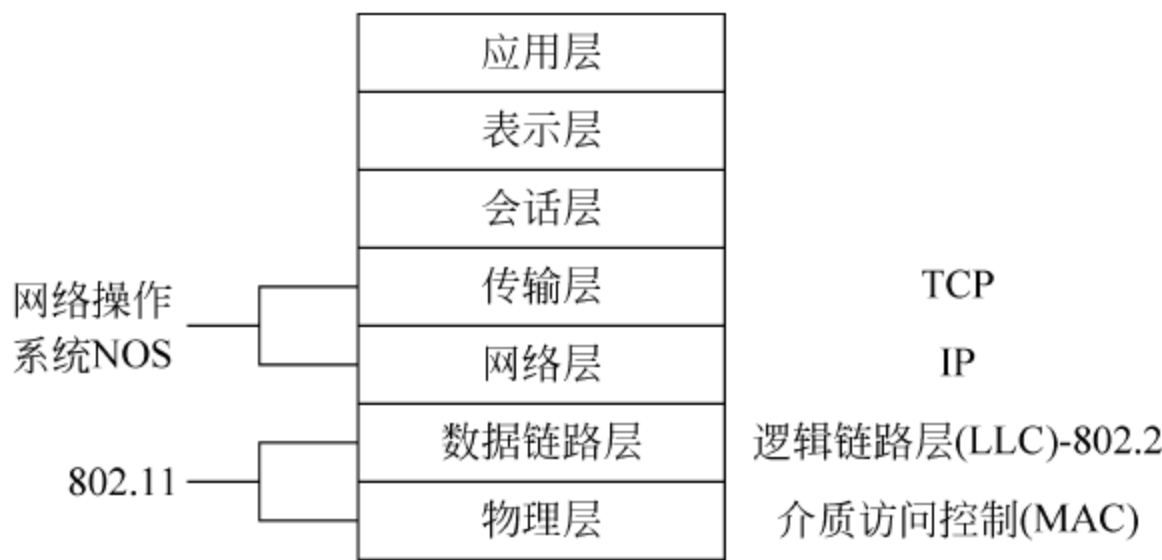 应用层
表示层
会话层
网络操作
系统NOS
传输层
TCP
网络层
IP
802.11
数据链路层
逻辑链路层(LLC)-802.2
物理层
介质访问控制(MAC)